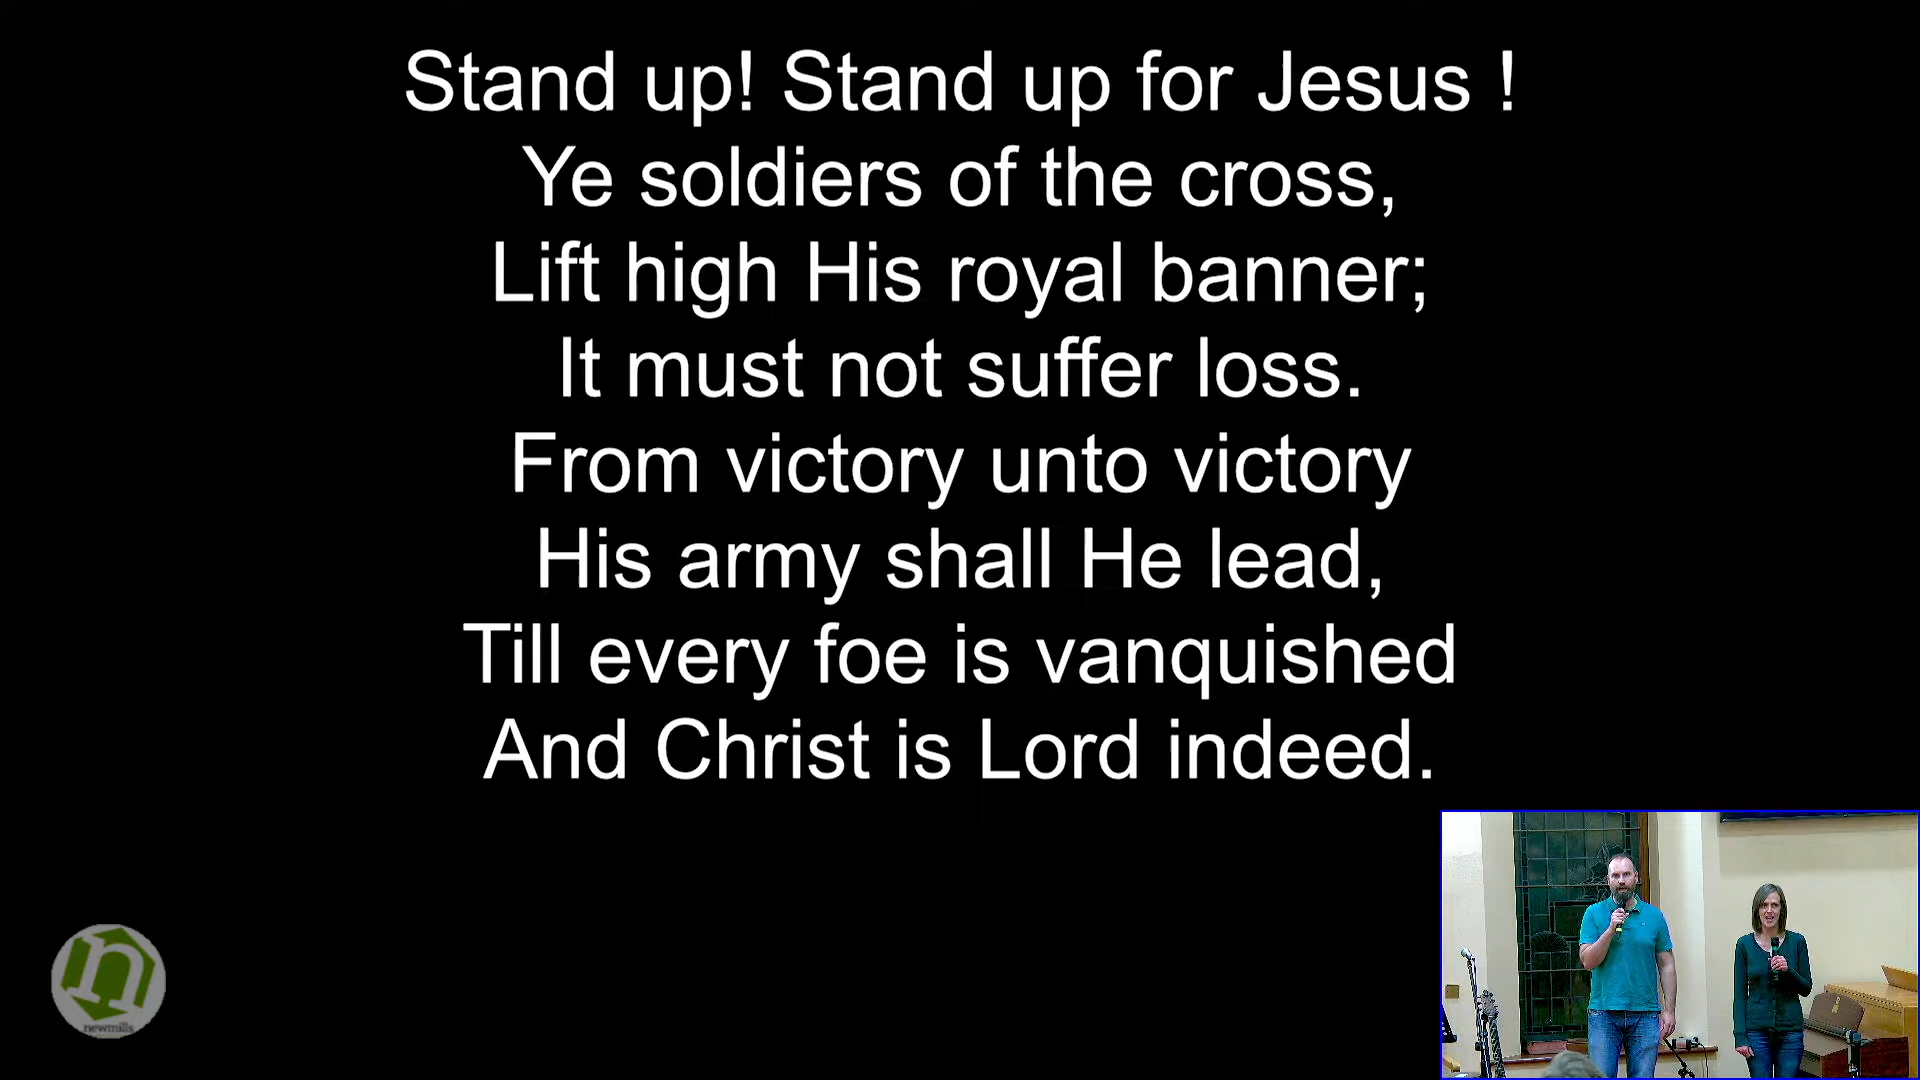 Stand up! Stand up for Jesus !
Ye soldiers of the cross,
Lift high His royal banner;
It must not suffer loss.
From victory unto victory
His army shall He lead,
Till every foe is vanquished
And Christ is Lord indeed.
n
newmills